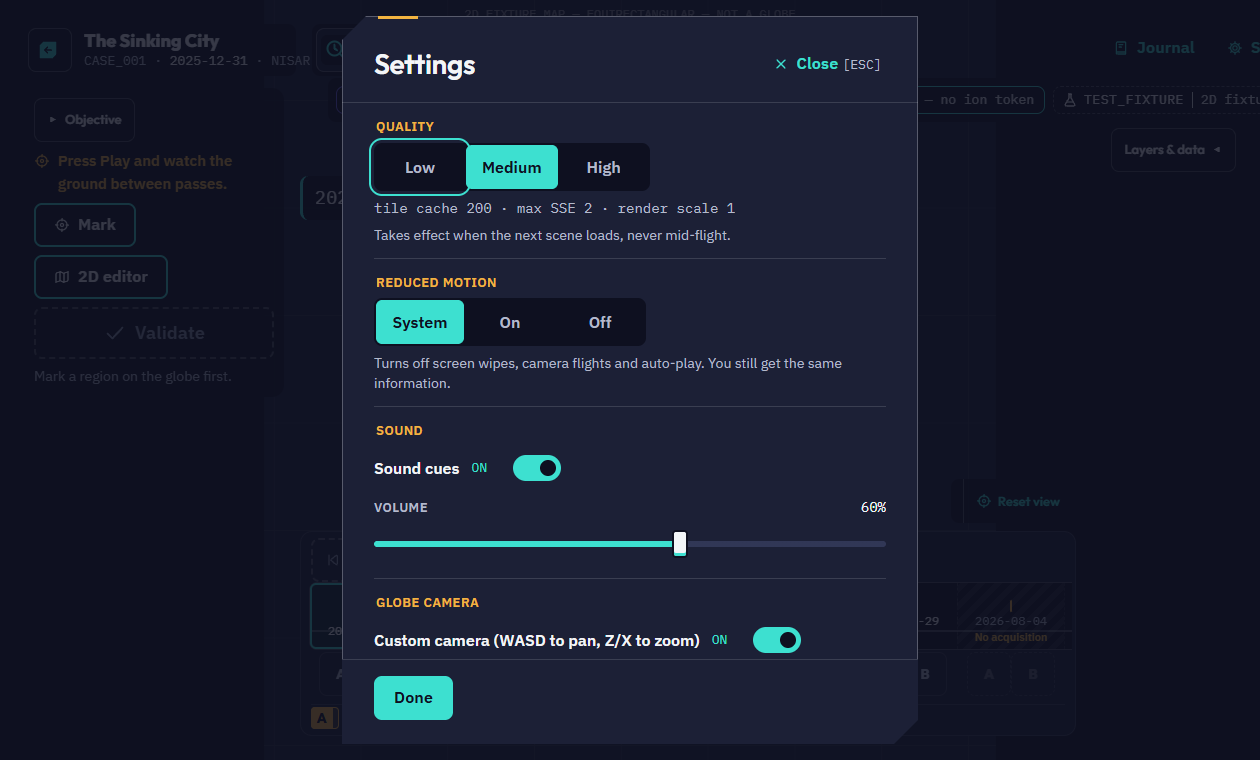 2D FIXTURE MAP — EQUIRECTANGULAR — NOT A GLOBE
The Sinking City
CASE_001 · 2025-12-31 · NISAR
Journal
— no ion token
TEST_FIXTURE | 2D fixtu
Objective
Press Play and watch the
ground between passes.
Mark
2D editor
Validate
Mark a region on the globe first.
Layers & data
Settings
Close [ESC]
QUALITY
Low Medium High
tile cache 200 · max SSE 2 · render scale 1
Takes effect when the next scene loads, never mid-flight.
REDUCED MOTION
System On Off
Turns off screen wipes, camera flights and auto-play. You still get the same
information.
SOUND
Sound cues ON
VOLUME 60%
GLOBE CAMERA
Custom camera (WASD to pan, Z/X to zoom) ON
Done
Reset view
-29
2026-08-04
No acquisition
B
A B
A